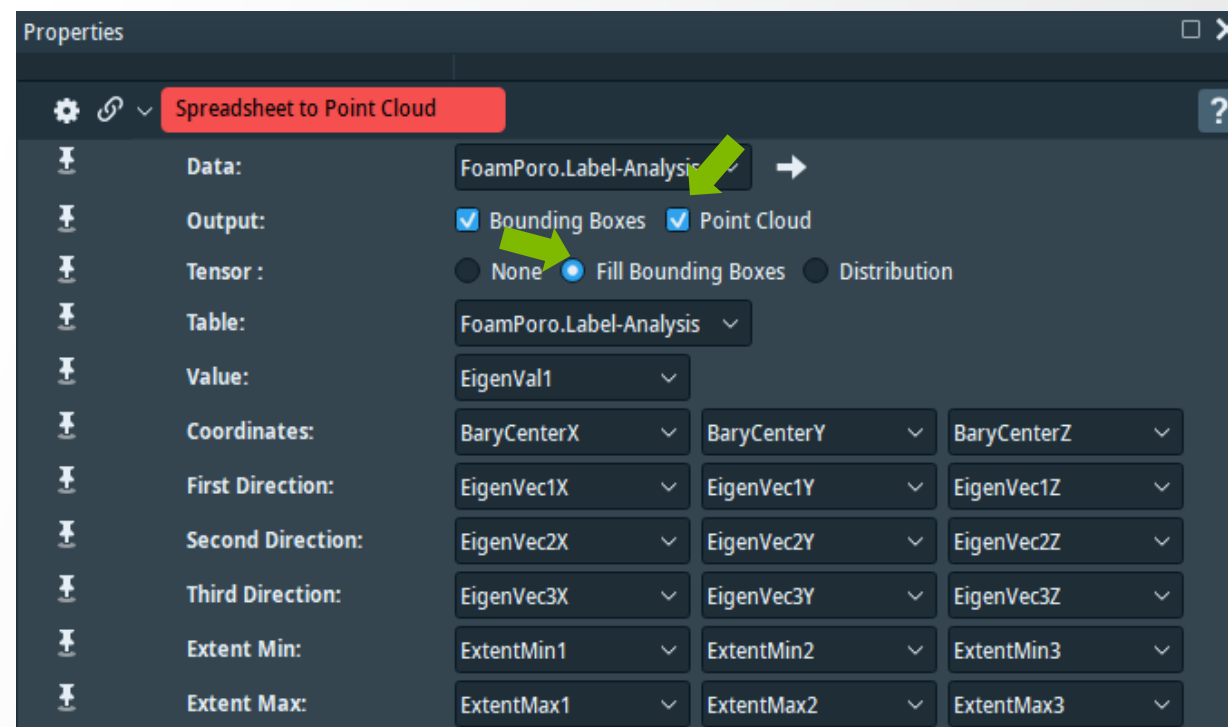 Properties
Spreadsheet to Point Cloud ?
Data: FoamPoro.Label-Analysis
Output: Bounding Boxes Point Cloud
Tensor : None Fill Bounding Boxes Distribution
Table: FoamPoro.Label-Analysis
Value: EigenVal1
Coordinates: BaryCenterX BaryCenterY BaryCenterZ
First Direction: EigenVec1X EigenVec1Y EigenVec1Z
Second Direction: EigenVec2X EigenVec2Y EigenVec2Z
Third Direction: EigenVec3X EigenVec3Y EigenVec3Z
Extent Min: ExtentMin1 ExtentMin2 ExtentMin3
Extent Max: ExtentMax1 ExtentMax2 ExtentMax3